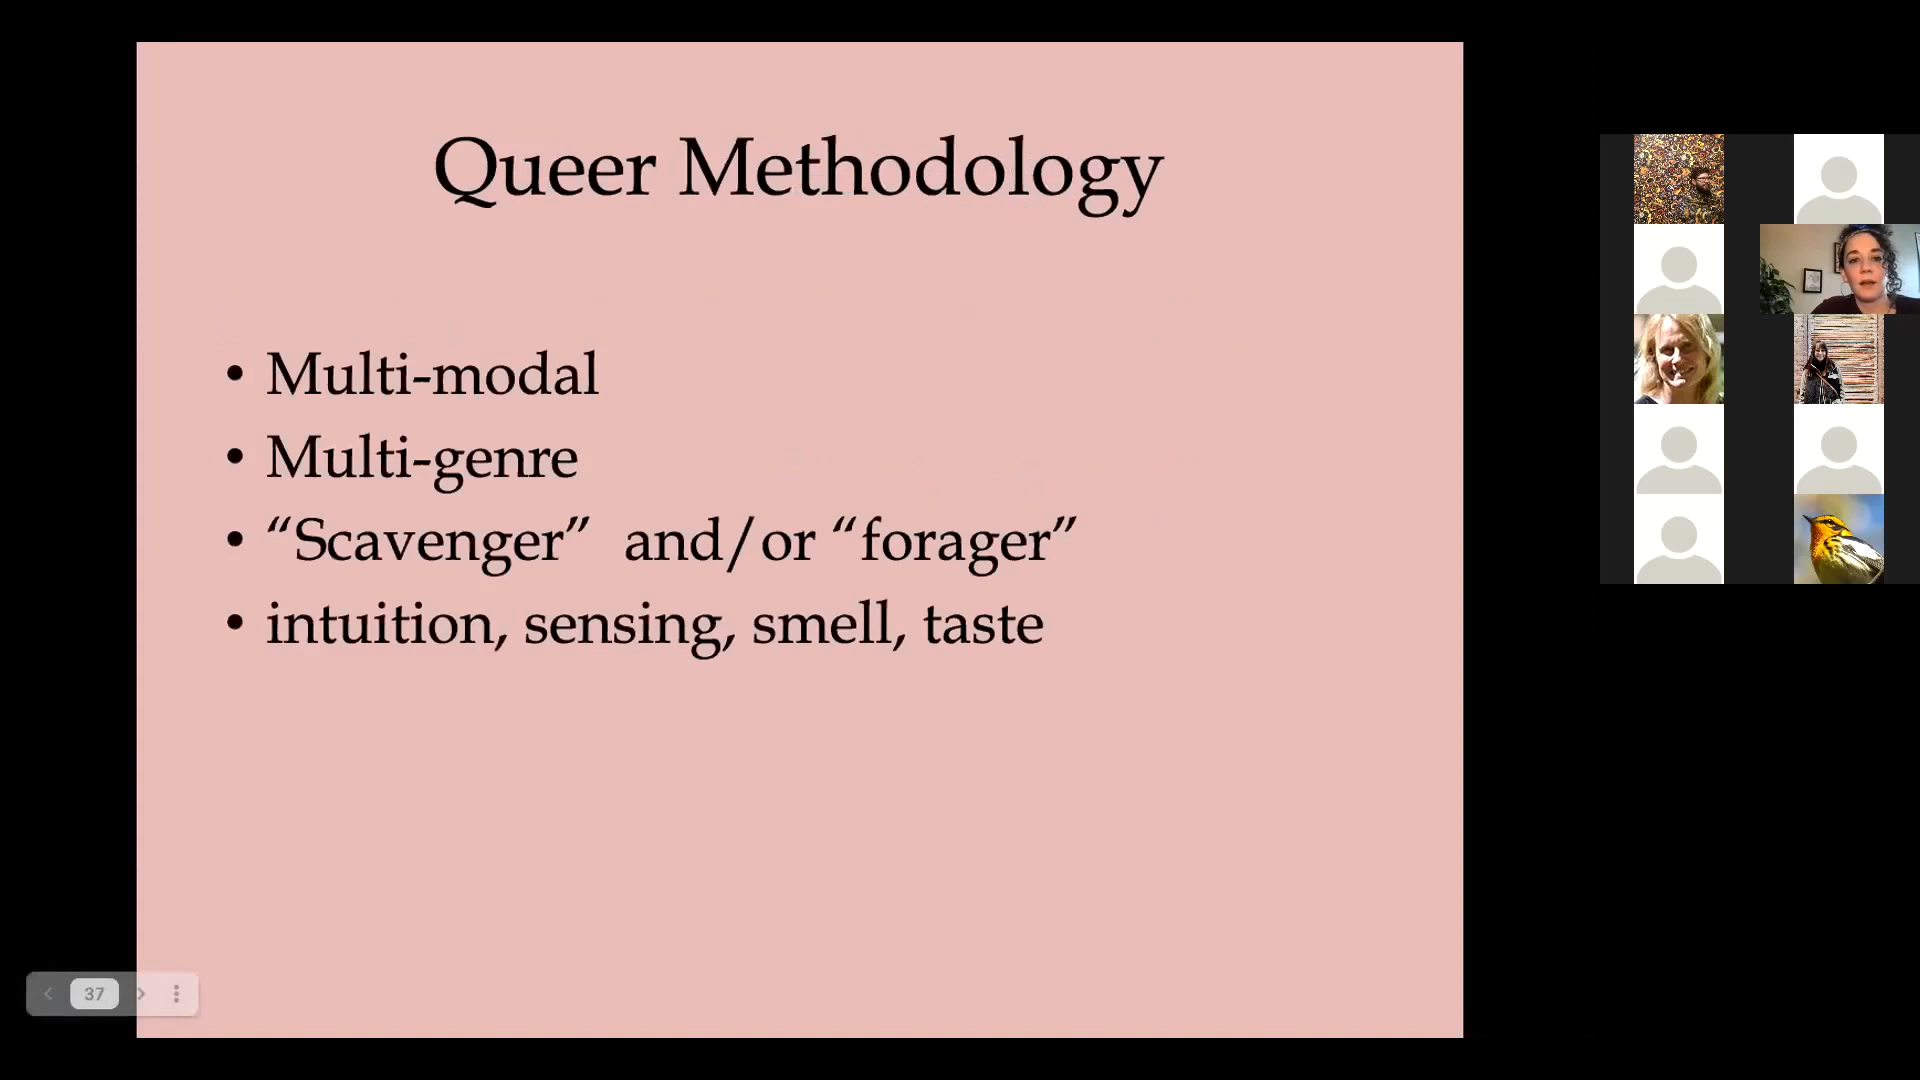 Queer Methodology
• Multi-modal
• Multi-genre
• “Scavenger”  and/or “forager”
• intuition, sensing, smell, taste
37